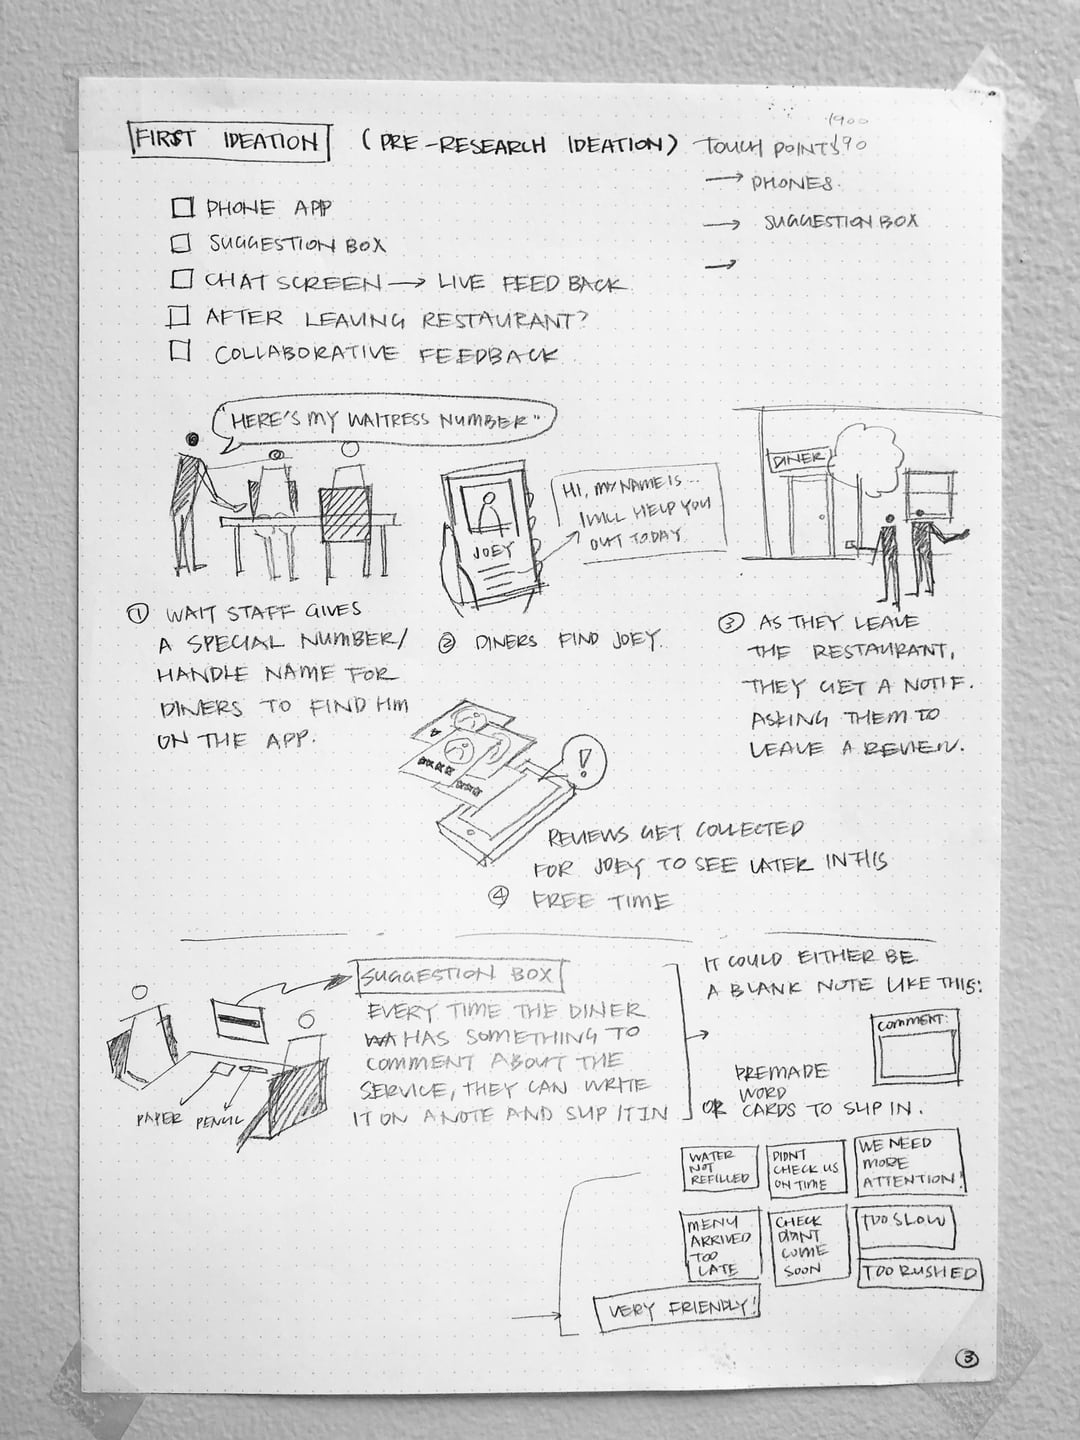 FIRST IDEATION (PRE-RESEARCH IDEATION)
PHONE APP
SUGGESTION BOX
CHAT SCREEN → LIVE FEEDBACK
AFTER LEAVING RESTAURANT?
COLLABORATIVE FEEDBACK
TOUCH POINTS
→ PHONES.
→ SUGGESTION BOX
→
"HERE'S MY WAITRESS NUMBER"
① WAIT STAFF GIVES
A SPECIAL NUMBER/
HANDLE NAME FOR
DINERS TO FIND HIM
ON THE APP.
JOEY
HI, MY NAME IS...
I WILL HELP YOU
OUT TODAY
② DINERS FIND JOEY.
DINER
③ AS THEY LEAVE
THE RESTAURANT,
THEY GET A NOTIF.
ASKING THEM TO
LEAVE A REVIEW.
!
REVIEWS GET COLLECTED
FOR JOEY TO SEE LATER IN HIS
④ FREE TIME
SUGGESTION BOX
EVERY TIME THE DINER
HAS SOMETHING TO
COMMENT ABOUT THE
SERVICE, THEY CAN WRITE
IT ON A NOTE AND SLIP IT IN
PAPER PENCIL
IT COULD EITHER BE
A BLANK NOTE LIKE THIS:
COMMENT:
PREMADE
WORD
OR CARDS TO SLIP IN.
WATER
NOT
REFILLED
DIDNT
CHECK US
ON TIME
WE NEED
MORE
ATTENTION!
MENU
ARRIVED
TOO
LATE
CHECK
DIDNT
COME
SOON
TOO SLOW
TOO RUSHED
VERY FRIENDLY!
③